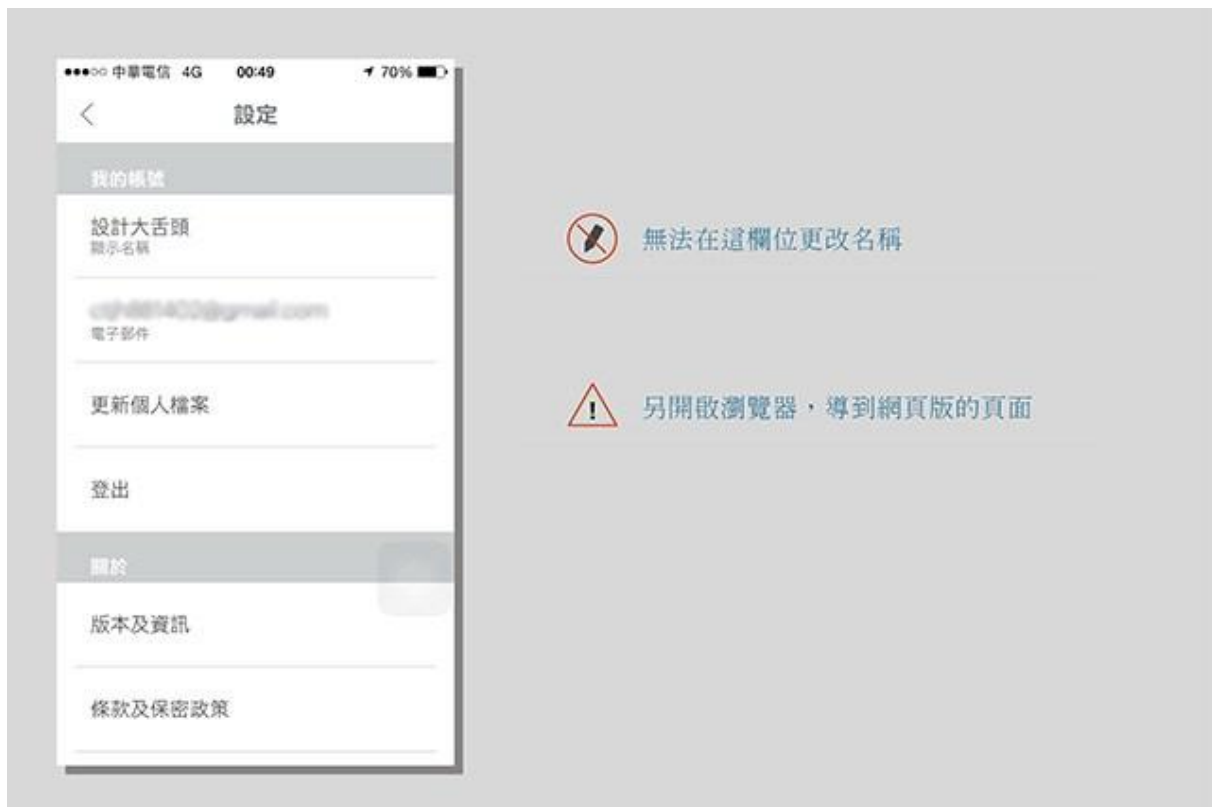 中華電信 4G 00:49 70%
設定
我的帳號
設計大舌頭
顯示名稱
無法在這欄位更改名稱
電子郵件
更新個人檔案
另開啟瀏覽器，導到網頁版的頁面
登出
關於
版本及資訊
條款及保密政策